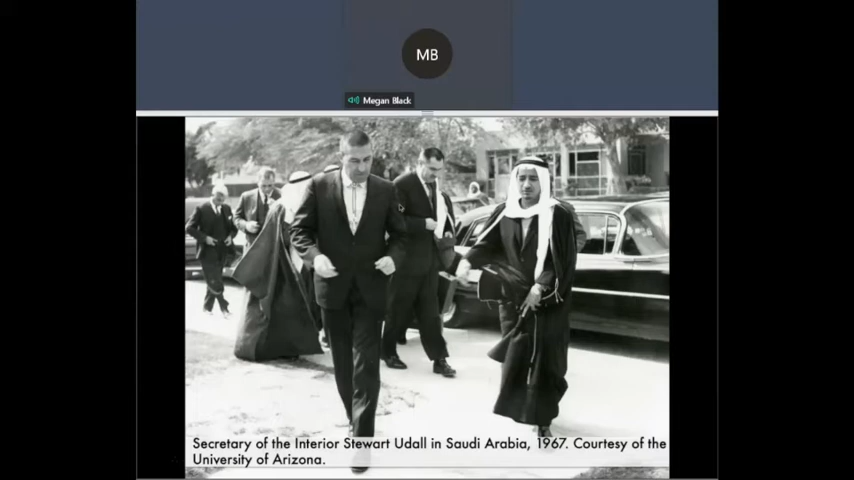 MB
Megan Black
Secretary of the Interior Stewart Udall in Saudi Arabia, 1967. Courtesy of the
University of Arizona.